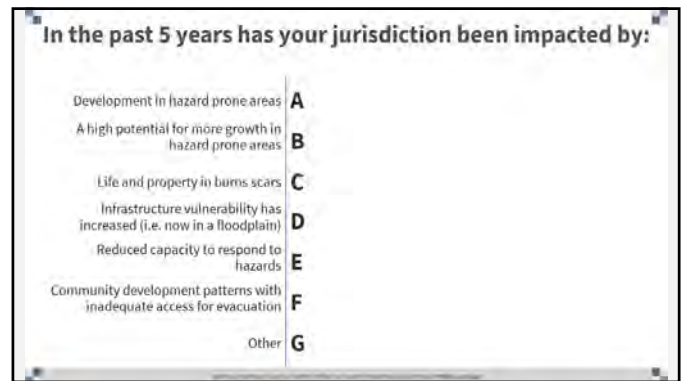 In the past 5 years has your jurisdiction been impacted by:
Development in hazard prone areas A
A high potential for more growth in
hazard prone areas B
Life and property in burns scars C
Infrastructure vulnerability has
increased (i.e. now in a floodplain) D
Reduced capacity to respond to
hazards E
Community development patterns with
inadequate access for evacuation F
Other G